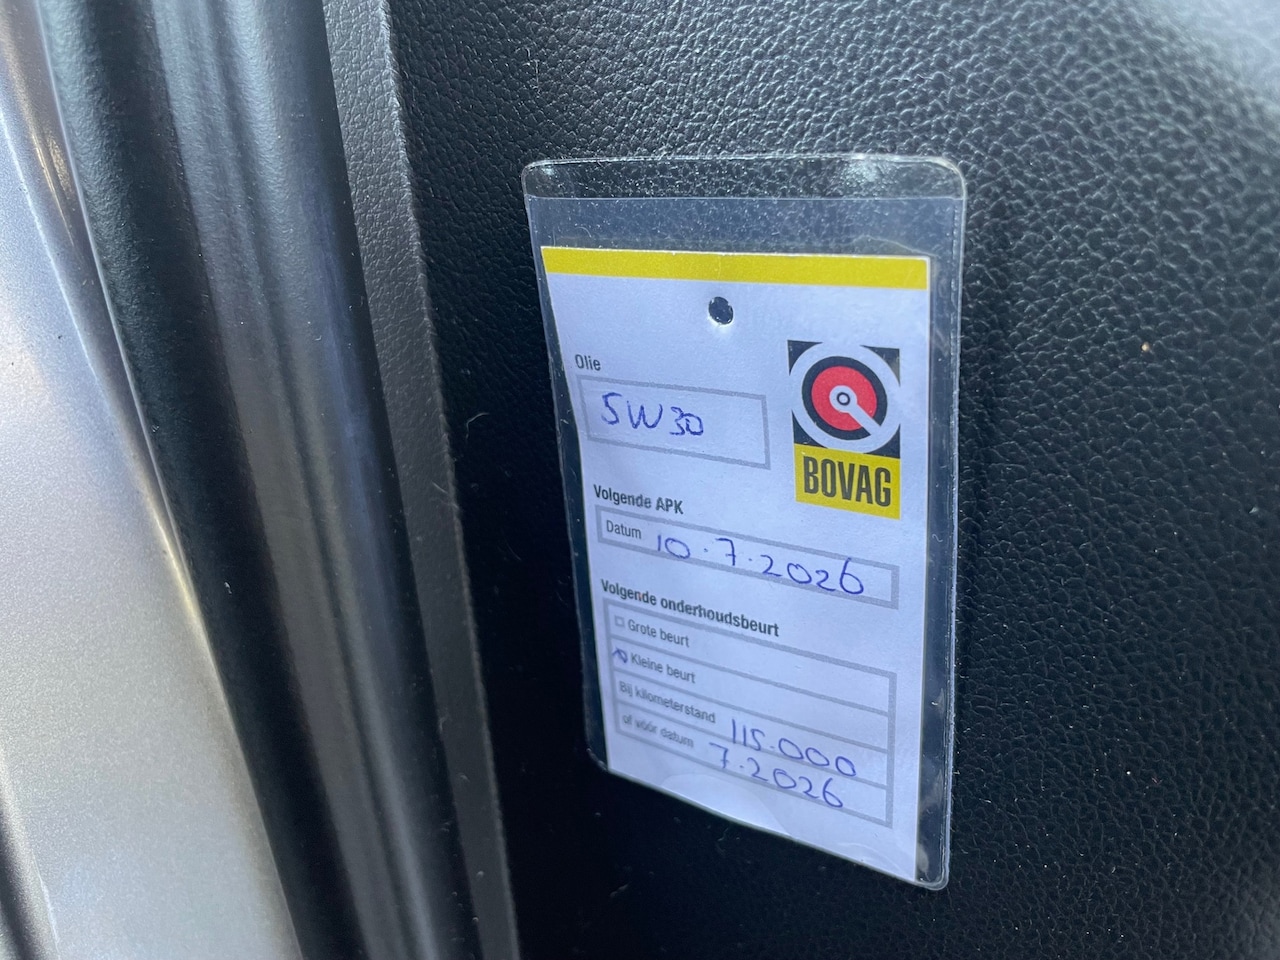 Olie
5W30
BOVAG
Volgende APK
Datum 10.7.2026
Volgende onderhoudsbeurt
Grote beurt
Kleine beurt
Bij kilometerstand 115.000
of vóór datum 7.2026